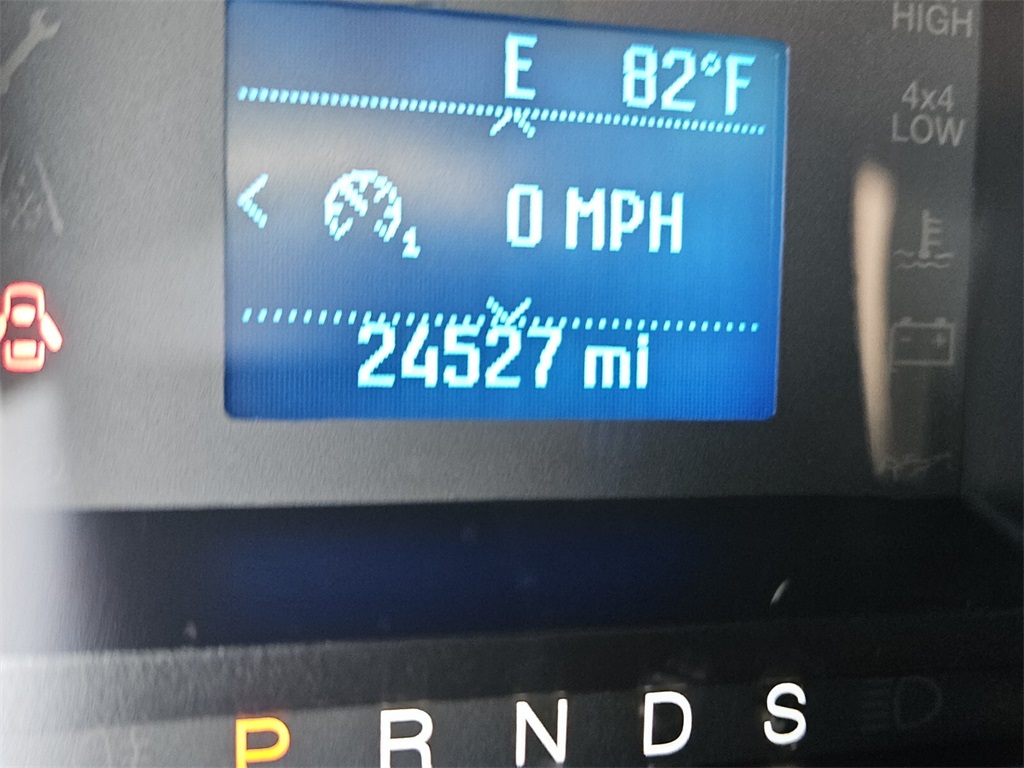 HIGH
E 82°F
4x4
LOW
0 MPH
24527 mi
P R N D S